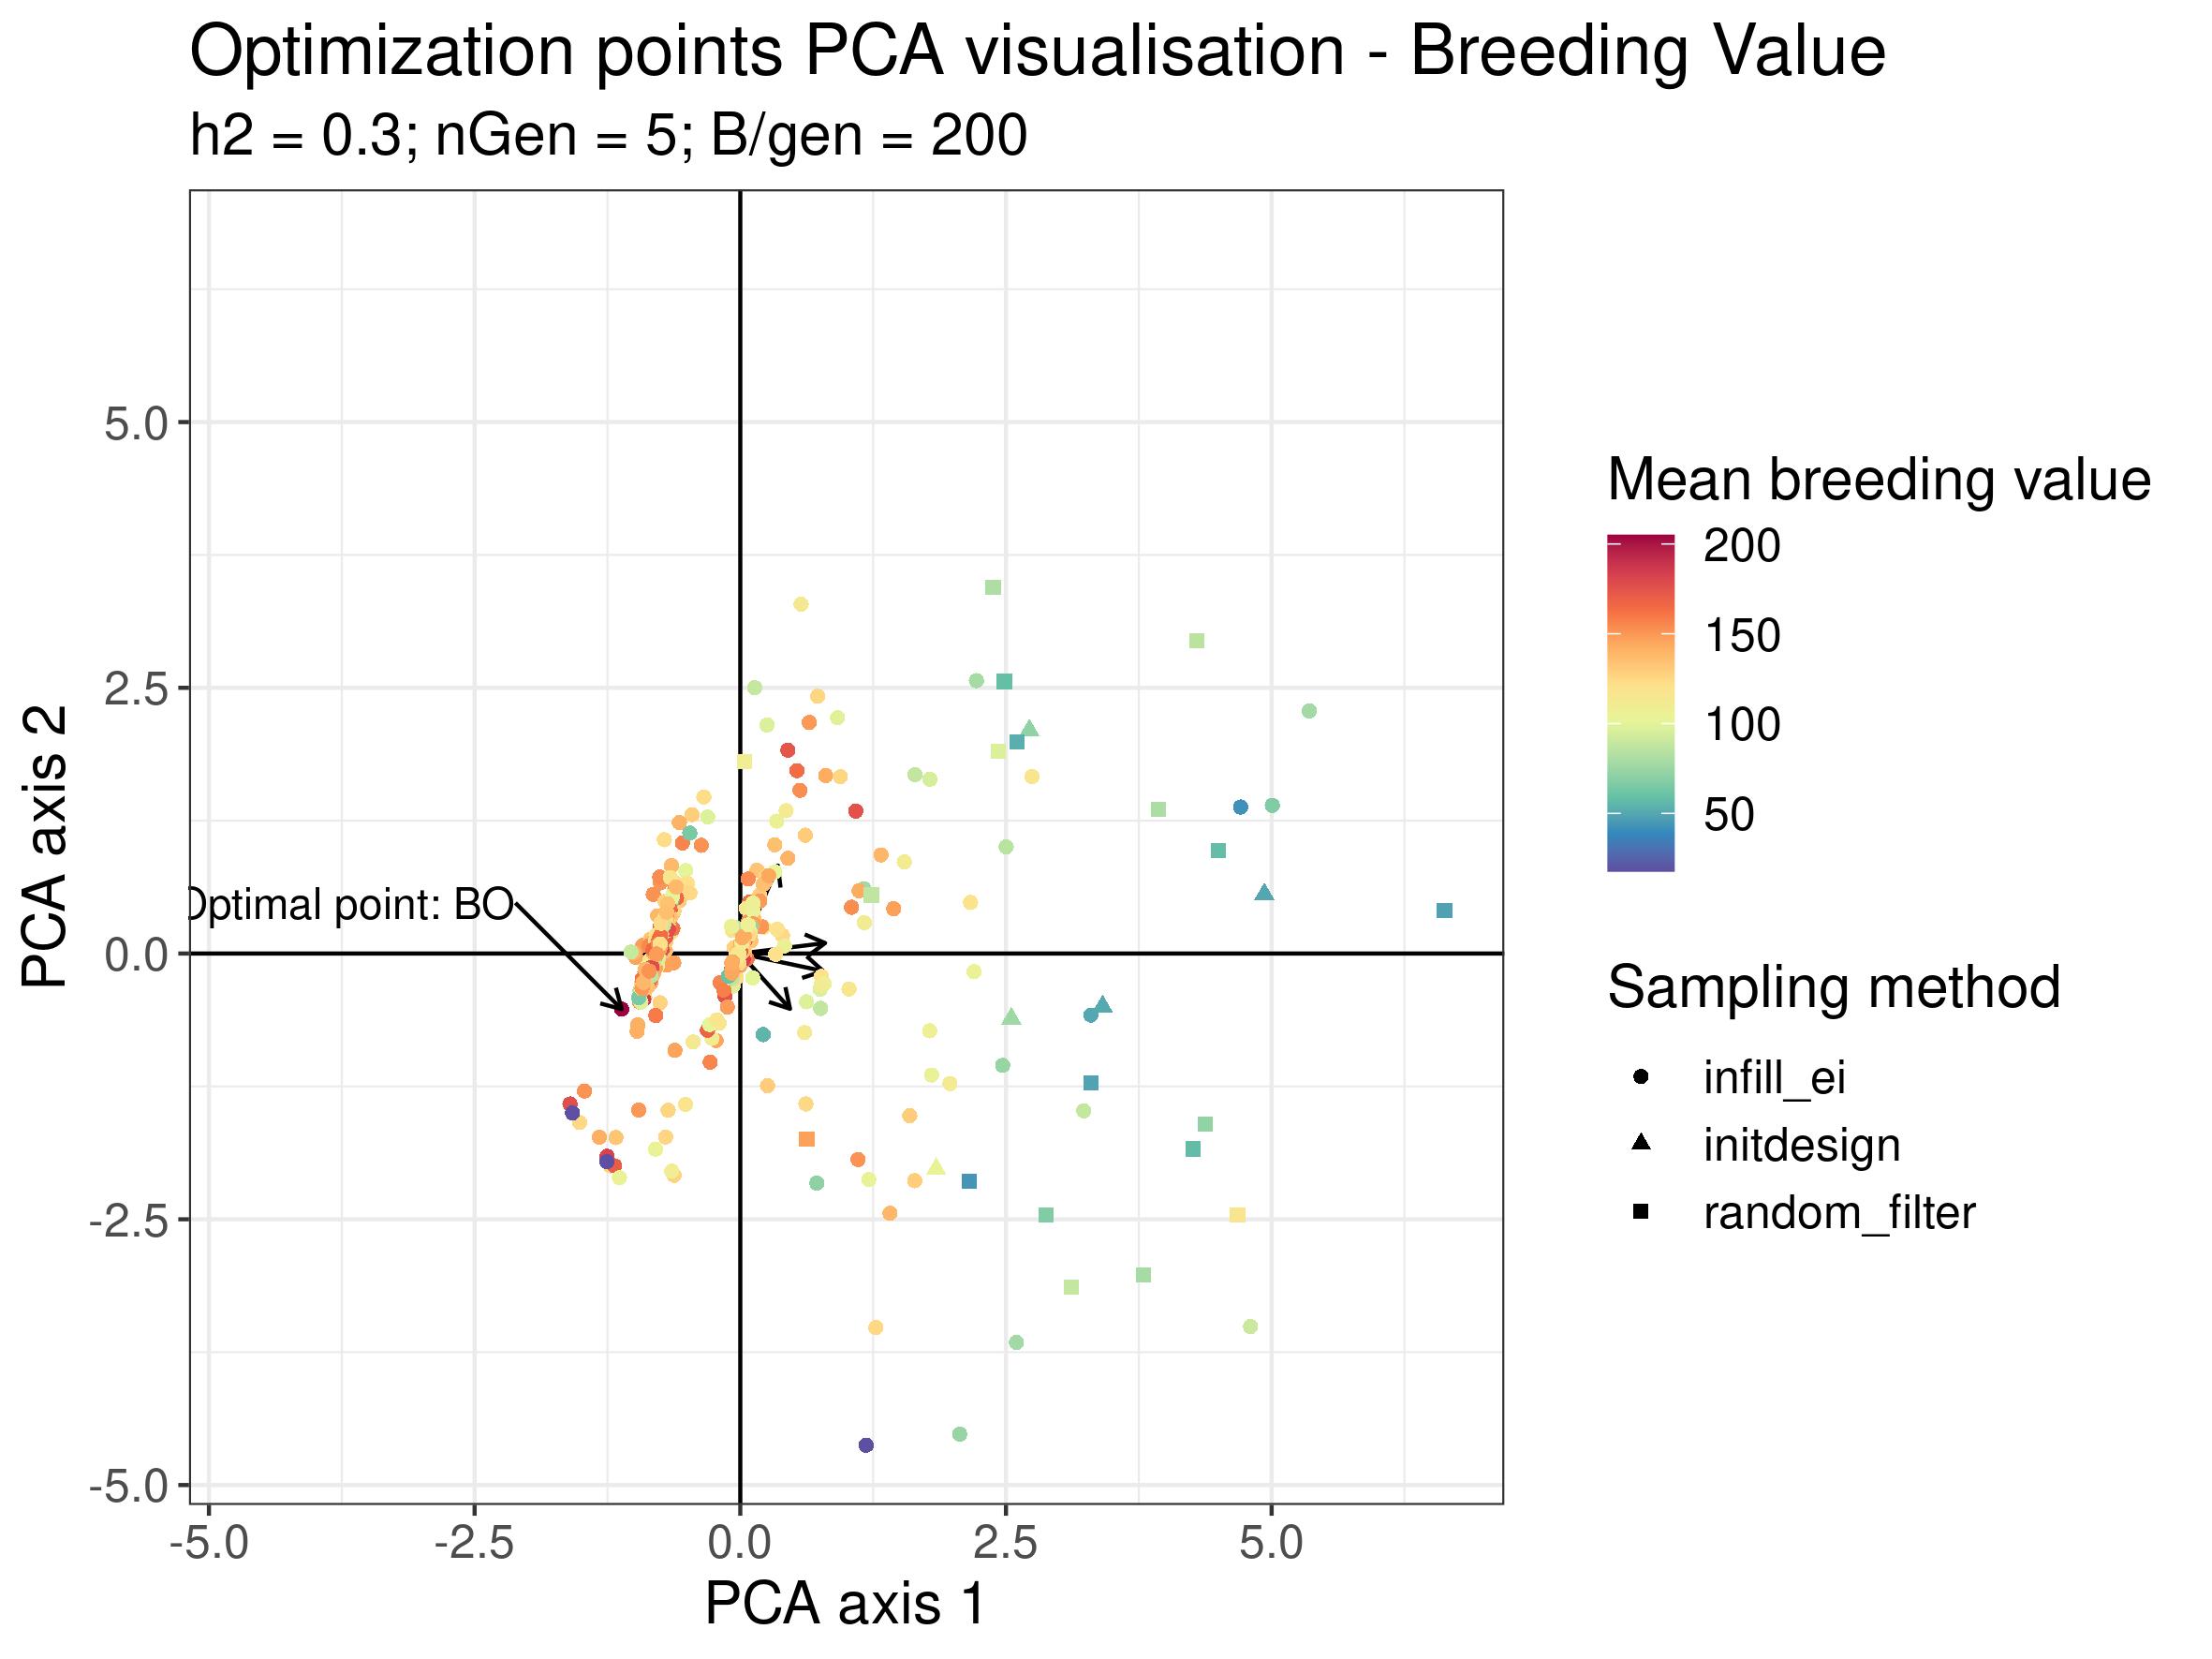 Optimization points PCA visualisation - Breeding Value
h2 = 0.3; nGen = 5; B/gen = 200
PCA axis 2
5.0
2.5
0.0
-2.5
-5.0
Optimal point: BO
-5.0
-2.5
0.0
2.5
5.0
PCA axis 1
Mean breeding value
200
150
100
50
Sampling method
infill_ei
initdesign
random_filter